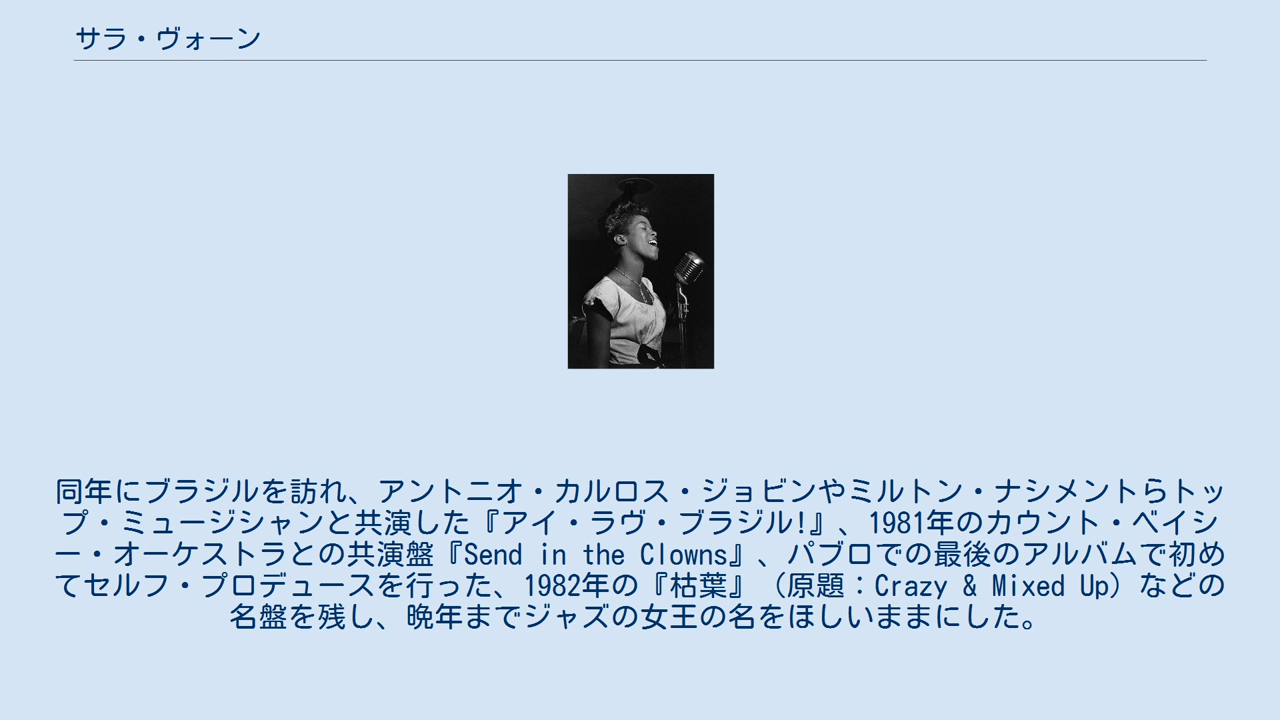 サラ・ヴォーン
同年にブラジルを訪れ、アントニオ・カルロス・ジョビンやミルトン・ナシメントらトッ
プ・ミュージシャンと共演した『アイ・ラヴ・ブラジル!』、1981年のカウント・ベイシ
ー・オーケストラとの共演盤『Send in the Clowns』、パブロでの最後のアルバムで初め
てセルフ・プロデュースを行った、1982年の『枯葉』（原題：Crazy & Mixed Up）などの
名盤を残し、晩年までジャズの女王の名をほしいままにした。